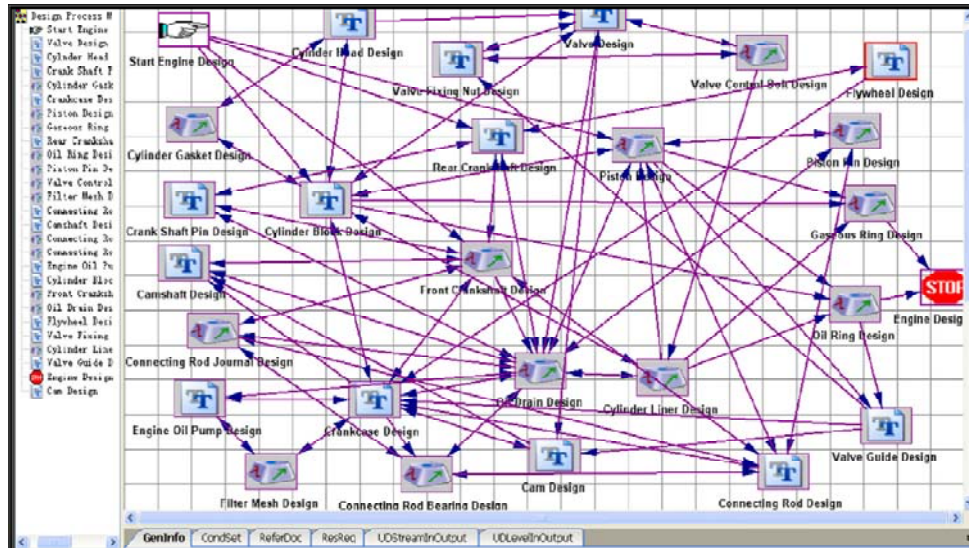 Design Process M
Start Engine
Valve Design
Cylnder Head
Crank Shaft P
Cylinder Gask
Crankcase Des
Piston Design
Gaseous Ring
Rear Cranksha
Oil Ring Desi
Piston Pin De
Valve Control
Filter Mesh D
Connecting Ro
Camshaft Desi
Connecting Ro
Connecting Ro
Engine Oil Pu
Cylinder Bloc
Front Cranksh
Oil Drain Des
Flywheel Desi
Valve Fixing
Cylinder Line
Valve Guide D
Engine Design
Cam Design
Start Engine Design
Cylinder Head Design
Valve Design
Valve Fixing Nut Design
Valve Control Bolt Design
Flywheel Design
Cylinder Gasket Design
Rear Crankshaft Design
Piston Design
Piston Pin Design
Crank Shaft Pin Design
Cylinder Block Design
Gaseous Ring Design
Camshaft Design
Front Crankshaft Design
STOP
Engine Desig
Oil Ring Design
Connecting Rod Journal Design
Oil Drain Design
Cylinder Liner Design
Engine Oil Pump Design
Crankcase Design
Valve Guide Design
Filter Mesh Design
Connecting Rod Bearing Design
Cam Design
Connecting Rod Design
GenInfo CondSet ReferDoc ResReq UDStreamInOutput UDLevelInOutput